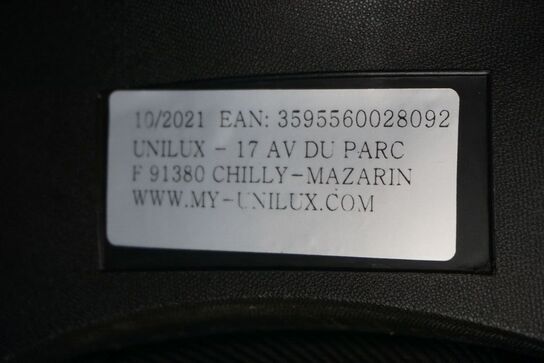 10/2021 EAN: 3595560028092
UNILUX - 17 AV DU PARC
F 91380 CHILLY-MAZARIN
WWW.MY-UNILUX.COM